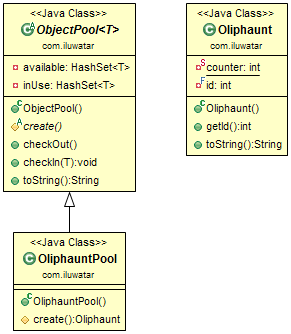 <<Java Class>>
ObjectPool<T>
com.iluwatar
available: HashSet<T>
inUse: HashSet<T>
ObjectPool()
create()
checkOut()
checkIn(T):void
toString():String
<<Java Class>>
Oliphaunt
com.iluwatar
counter: int
id: int
Oliphaunt()
getId():int
toString():String
<<Java Class>>
OliphauntPool
com.iluwatar
OliphauntPool()
create():Oliphaunt